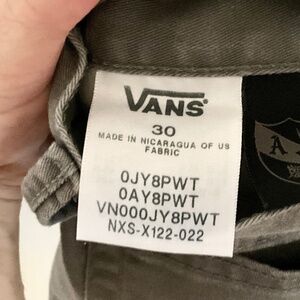 VANS
30
MADE IN NICARAGUA OF US
FABRIC
0JY8PWT
0AY8PWT
VN000JY8PWT
NXS-X122-022
A